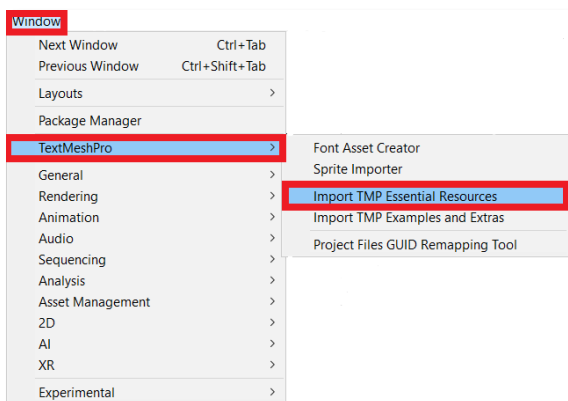 Window
Next Window Ctrl+Tab
Previous Window Ctrl+Shift+Tab
Layouts >
Package Manager
TextMeshPro >
General >
Rendering >
Animation >
Audio >
Sequencing >
Analysis >
Asset Management >
2D >
AI >
XR >
Experimental >
Font Asset Creator
Sprite Importer
Import TMP Essential Resources
Import TMP Examples and Extras
Project Files GUID Remapping Tool